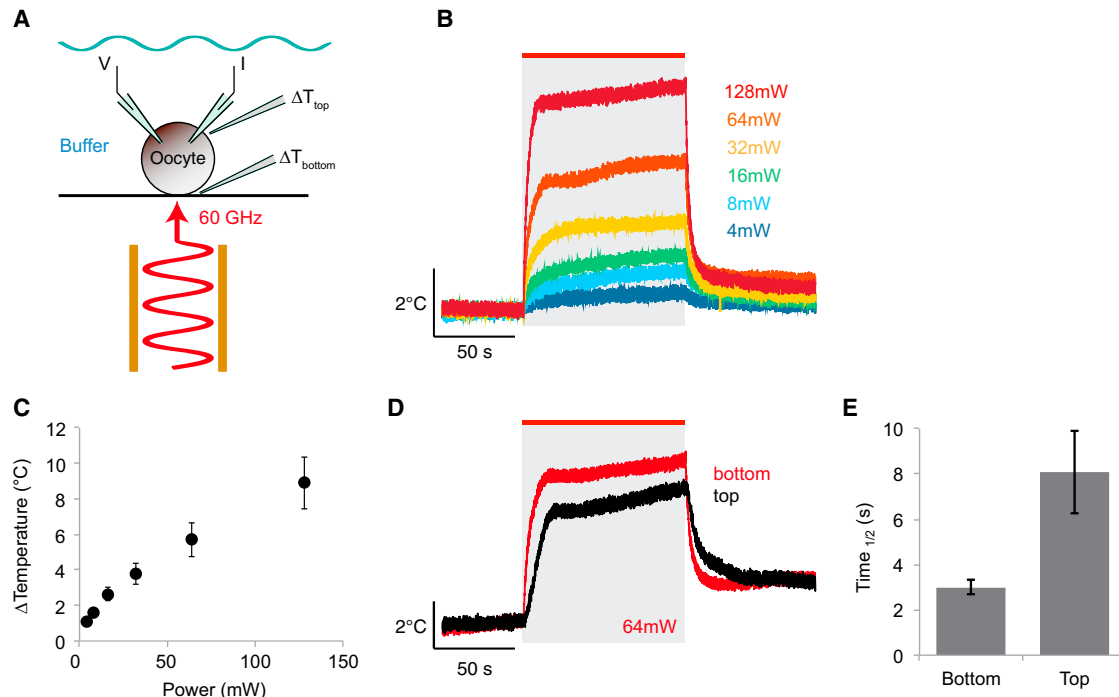 A
V
I
ΔT top
ΔT bottom
Buffer
Oocyte
60 GHz
B
128mW
64mW
32mW
16mW
8mW
4mW
2°C
50 s
C
ΔTemperature (°C)
12
10
8
6
4
2
0
0
50
100
150
Power (mW)
D
bottom
top
64mW
2°C
50 s
E
Time 1/2 (s)
10
8
6
4
2
0
Bottom
Top